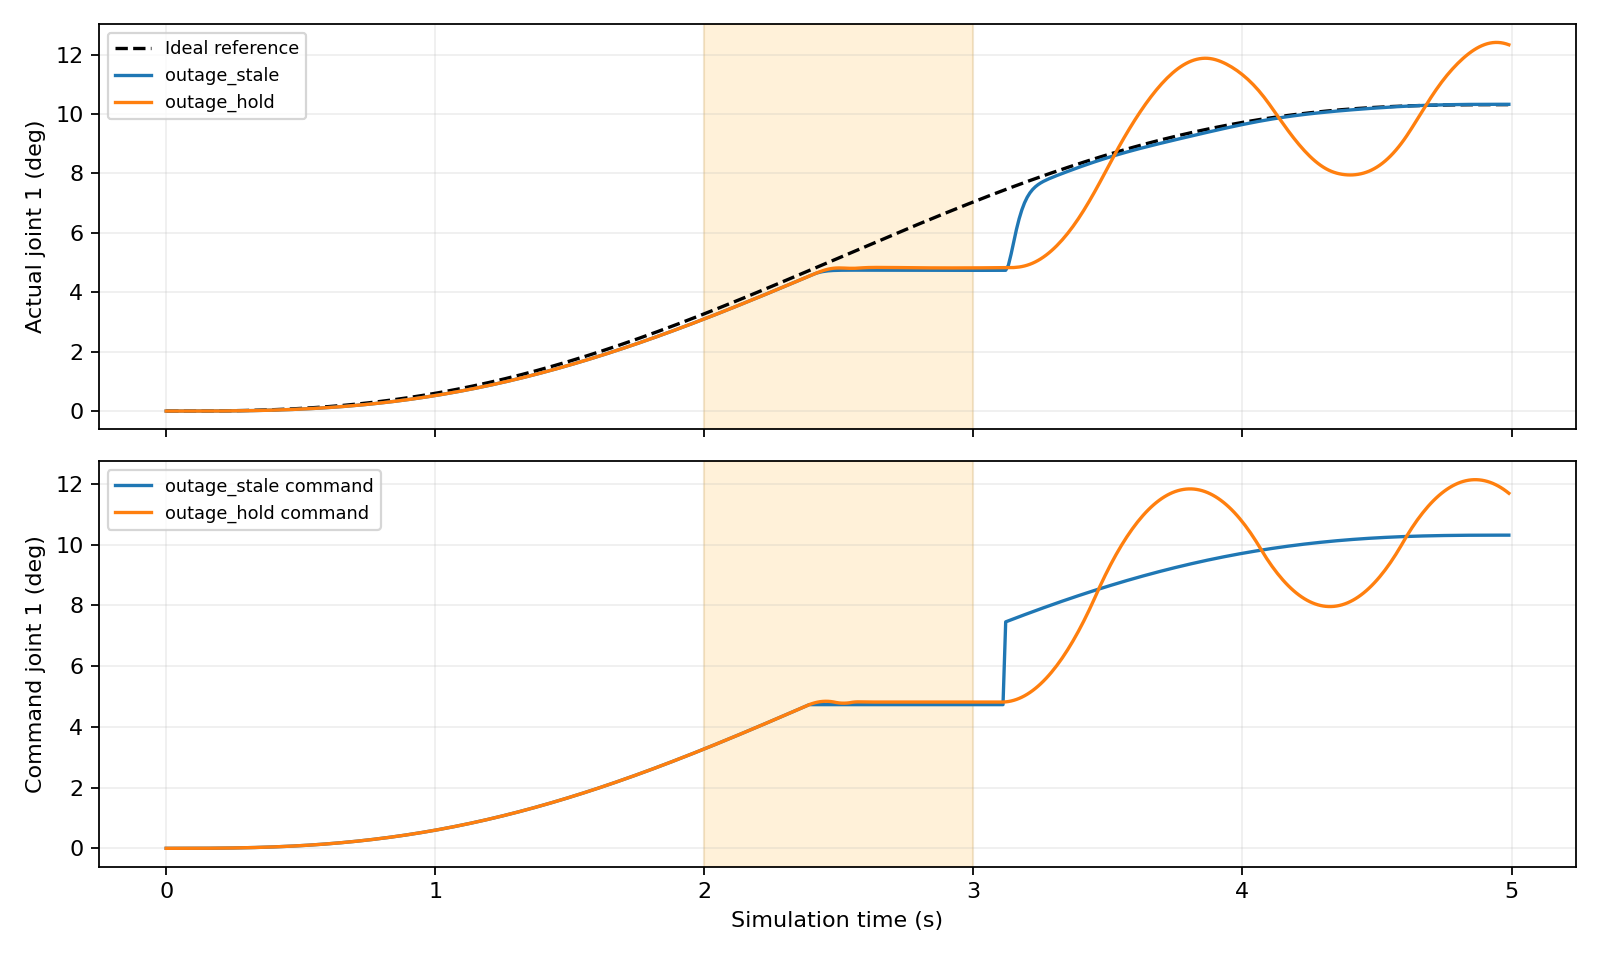 12
10
8
6
4
2
0
Actual joint 1 (deg)
Ideal reference
outage_stale
outage_hold
12
10
8
6
4
2
0
Command joint 1 (deg)
outage_stale command
outage_hold command
0 1 2 3 4 5
Simulation time (s)